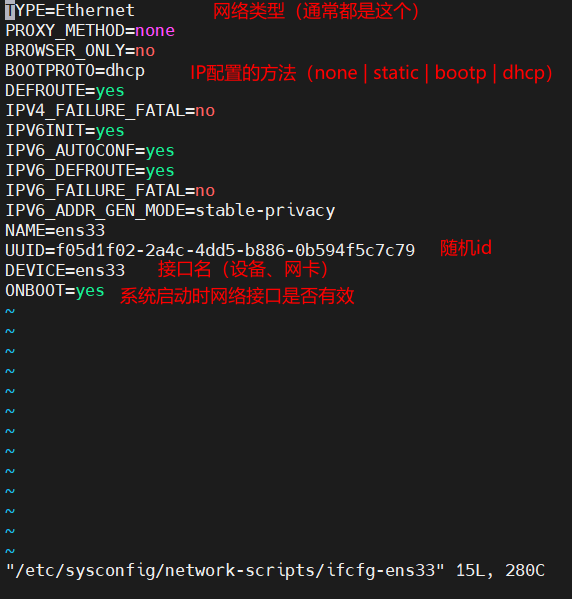 TYPE=Ethernet 网络类型（通常都是这个）
PROXY_METHOD=none
BROWSER_ONLY=no
BOOTPROTO=dhcp IP配置的方法（none | static | bootp | dhcp）
DEFROUTE=yes
IPV4_FAILURE_FATAL=no
IPV6INIT=yes
IPV6_AUTOCONF=yes
IPV6_DEFROUTE=yes
IPV6_FAILURE_FATAL=no
IPV6_ADDR_GEN_MODE=stable-privacy
NAME=ens33
UUID=f05d1f02-2a4c-4dd5-b886-0b594f5c7c79 随机id
DEVICE=ens33 接口名（设备、网卡）
ONBOOT=yes 系统启动时网络接口是否有效
~
~
~
~
~
~
~
~
~
~
~
~
~
"/etc/sysconfig/network-scripts/ifcfg-ens33" 15L, 280C